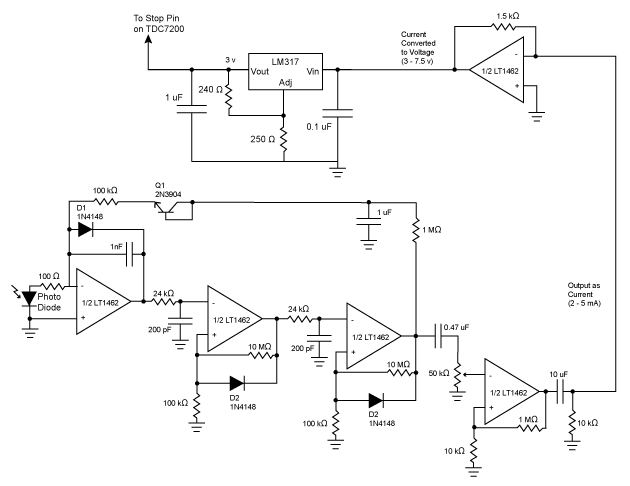 To Stop Pin
on TDC7200
3 v
LM317
Vout
Vin
Adj
240 Ω
1 uF
250 Ω
0.1 uF
Current
Converted
to Voltage
(3 - 7.5 v)
1.5 kΩ
1/2 LT1462
-
+
100 kΩ
Q1
2N3904
D1
1N4148
1nF
100 Ω
Photo
Diode
-
+
1/2 LT1462
24 kΩ
200 pF
-
+
1/2 LT1462
10 MΩ
D2
1N4148
100 kΩ
24 kΩ
200 pF
-
+
1/2 LT1462
10 MΩ
D2
1N4148
100 kΩ
1 uF
1 MΩ
0.47 uF
50 kΩ
-
+
1/2 LT1462
1 MΩ
10 kΩ
10 uF
10 kΩ
Output as
Current
(2 - 5 mA)